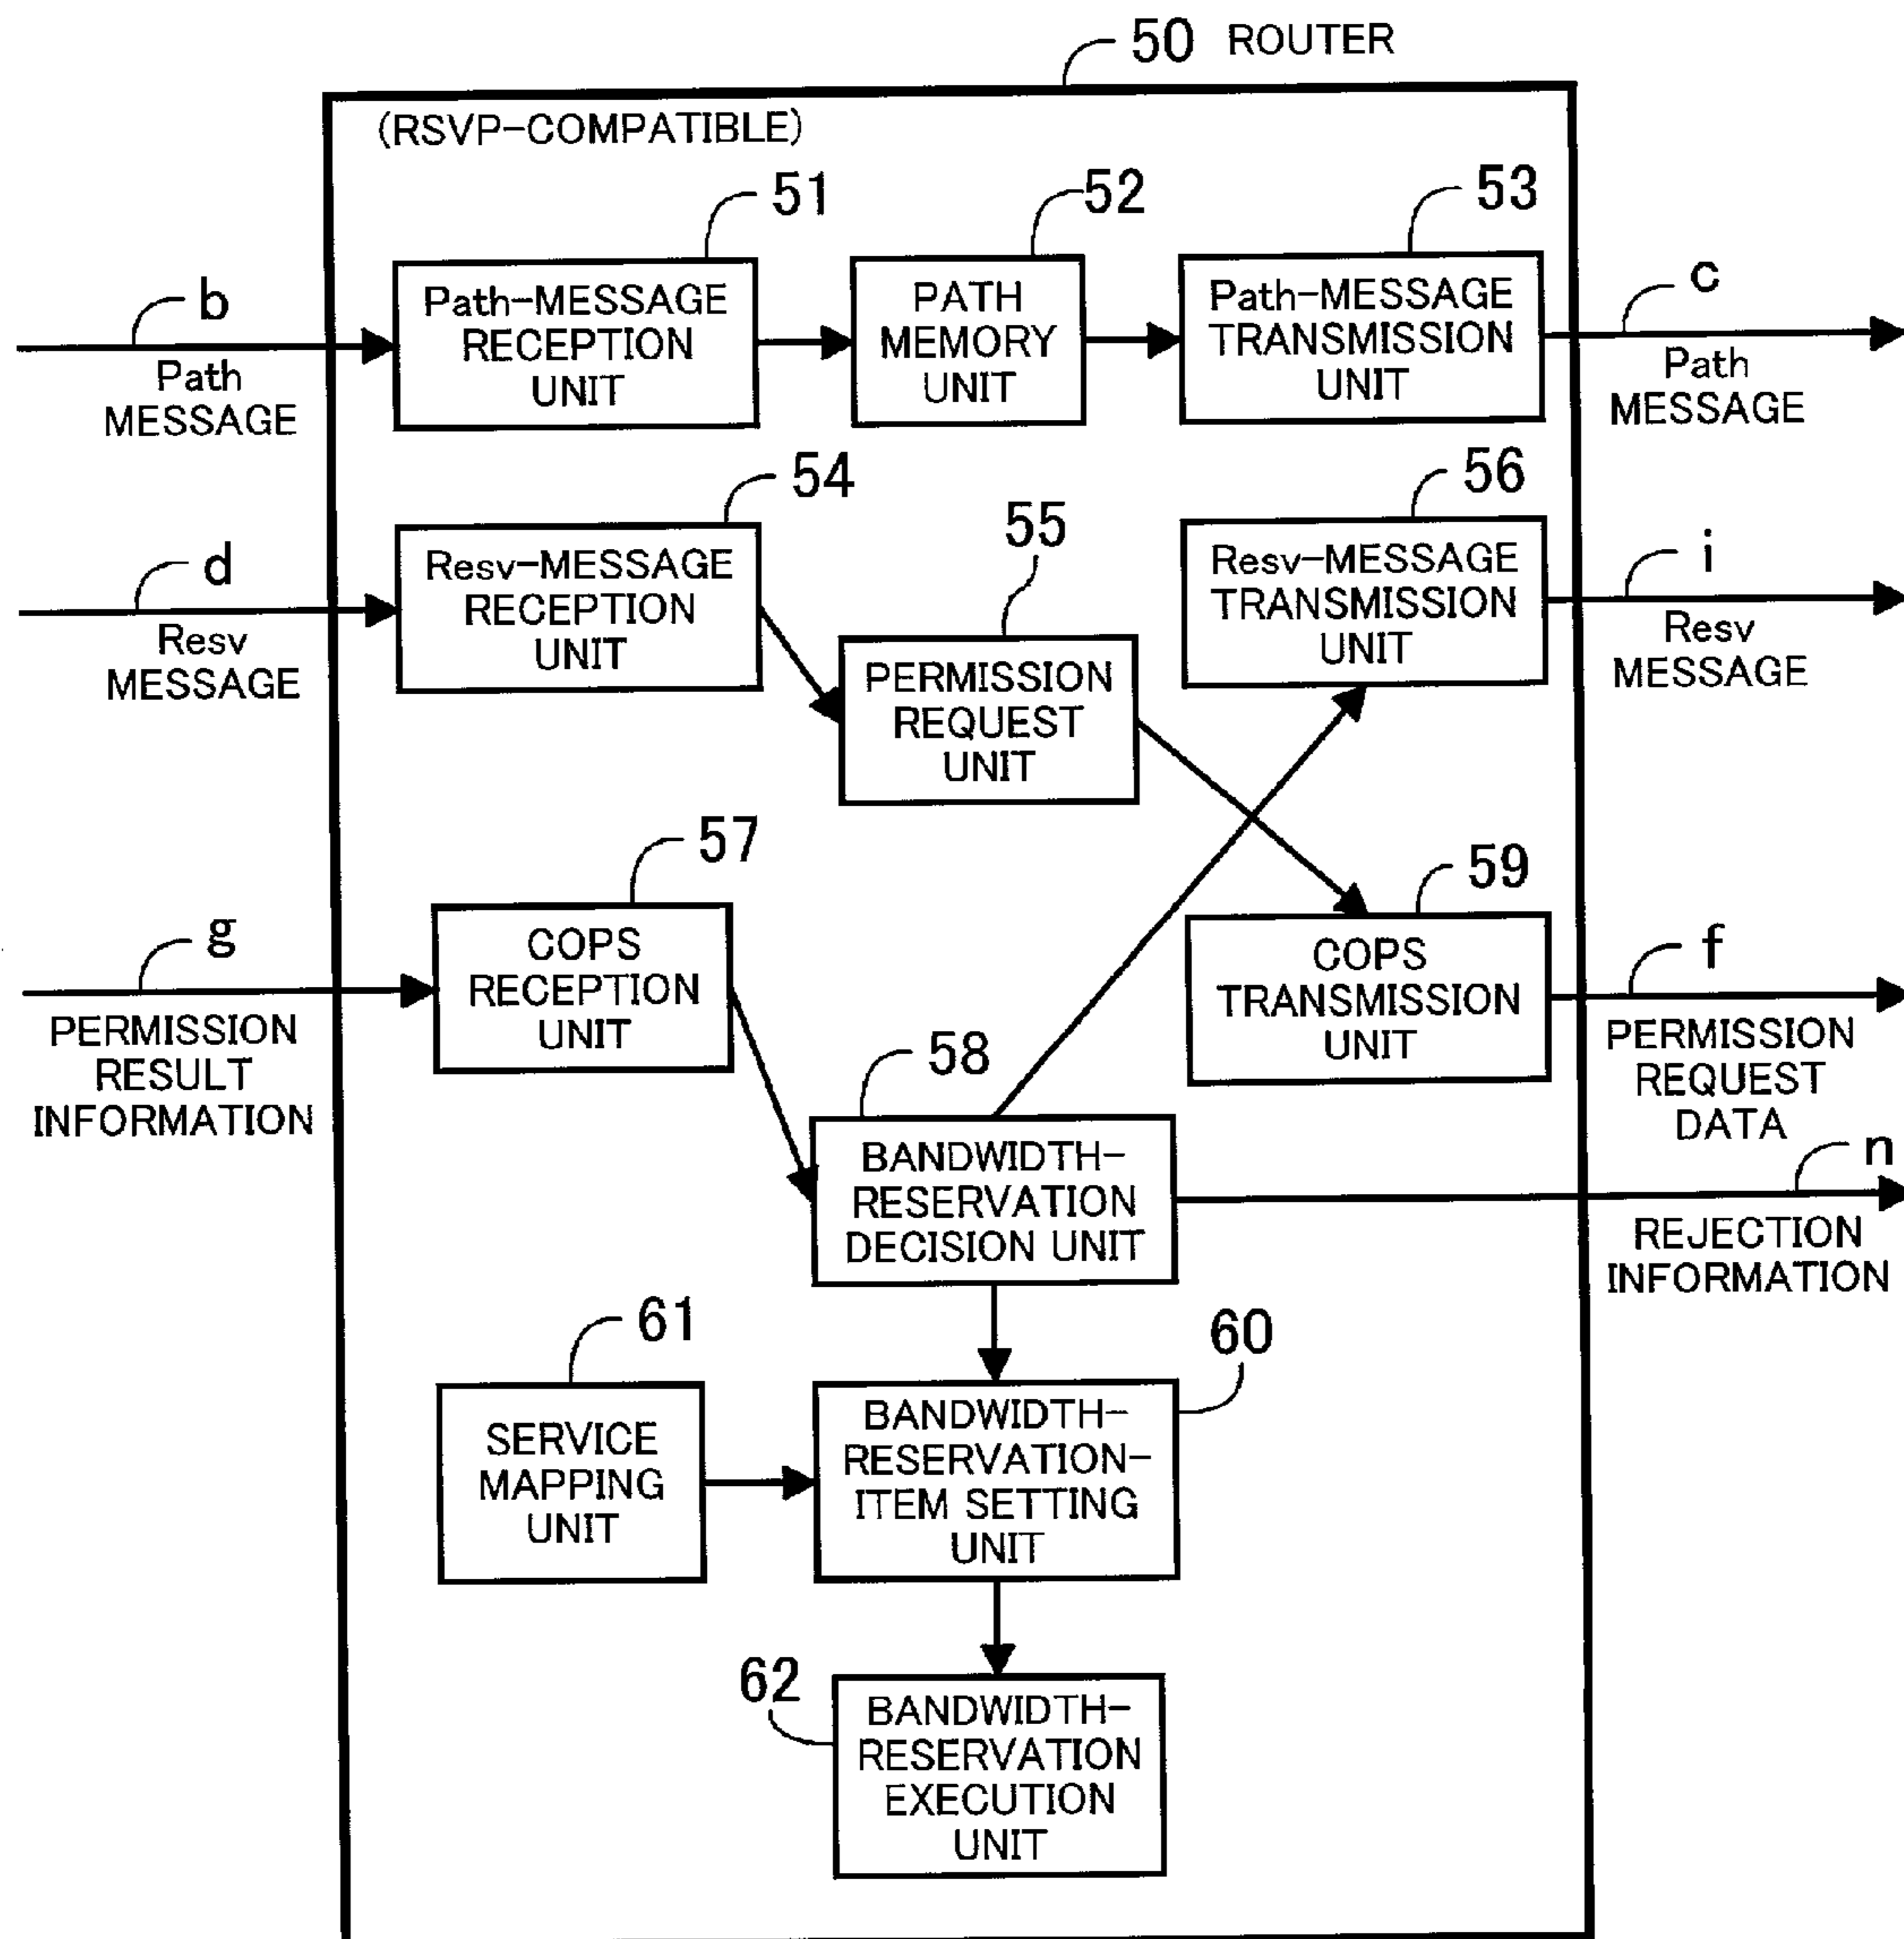 50 ROUTER
(RSVP-COMPATIBLE)
51
52
53
b
Path
MESSAGE
Path-MESSAGE
RECEPTION
UNIT
PATH
MEMORY
UNIT
Path-MESSAGE
TRANSMISSION
UNIT
c
Path
MESSAGE
54
55
56
d
Resv
MESSAGE
Resv-MESSAGE
RECEPTION
UNIT
PERMISSION
REQUEST
UNIT
Resv-MESSAGE
TRANSMISSION
UNIT
i
Resv
MESSAGE
57
59
g
PERMISSION
RESULT
INFORMATION
COPS
RECEPTION
UNIT
COPS
TRANSMISSION
UNIT
f
PERMISSION
REQUEST
DATA
58
BANDWIDTH-
RESERVATION
DECISION UNIT
n
REJECTION
INFORMATION
61
60
SERVICE
MAPPING
UNIT
BANDWIDTH-
RESERVATION-
ITEM SETTING
UNIT
62
BANDWIDTH-
RESERVATION
EXECUTION
UNIT